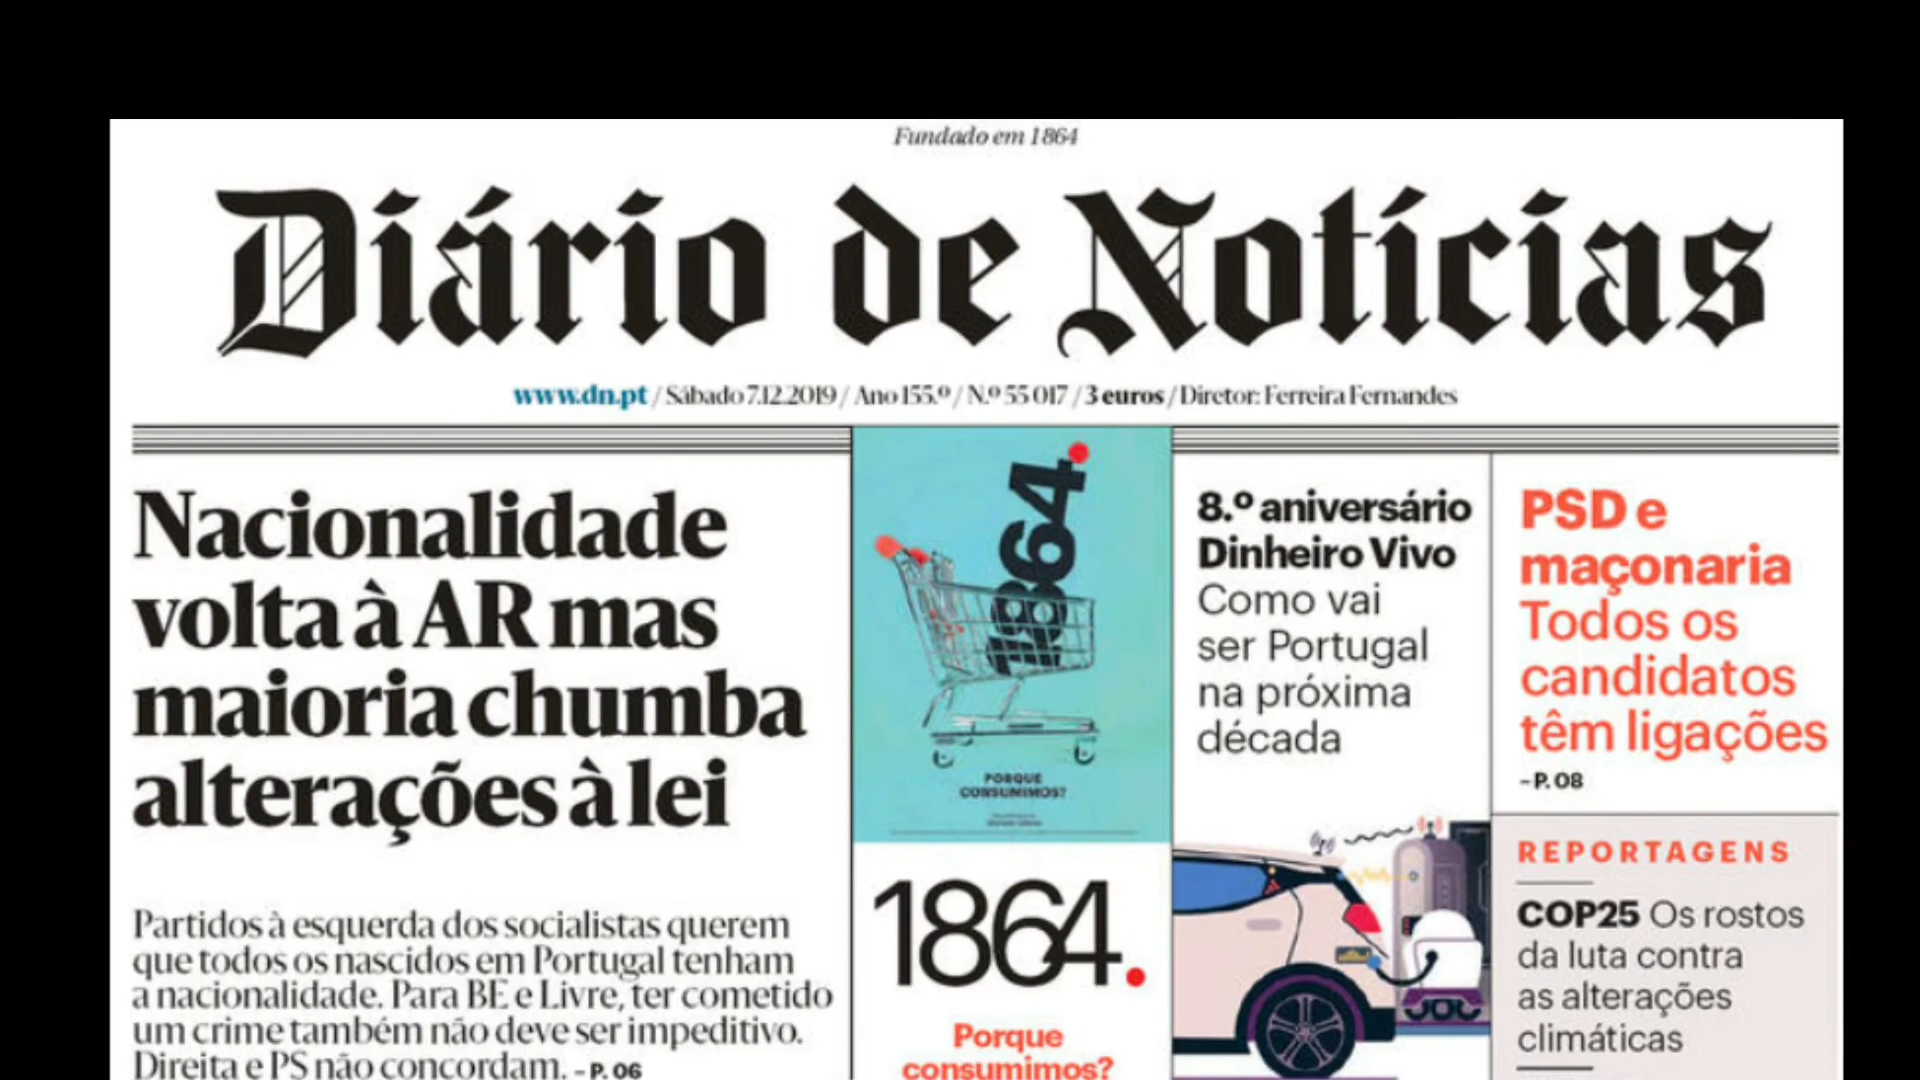 Fundado em 1864
Diário de Notícias
www.dn.pt / Sábado 7.12.2019 / Ano 155.º / N.º 55 017 / 3 euros / Diretor: Ferreira Fernandes
Nacionalidade
volta à AR mas
maioria chumba
alterações à lei
Partidos à esquerda dos socialistas querem
que todos os nascidos em Portugal tenham
a nacionalidade. Para BE e Livre, ter cometido
um crime também não deve ser impeditivo.
Direita e PS não concordam. – P. 06
1864.
PORQUE
CONSUMIMOS?
1864.
Porque
consumimos?
8.º aniversário
Dinheiro Vivo
Como vai
ser Portugal
na próxima
década
PSD e
maçonaria
Todos os
candidatos
têm ligações
– P. 08
REPORTAGENS
COP25 Os rostos
da luta contra
as alterações
climáticas